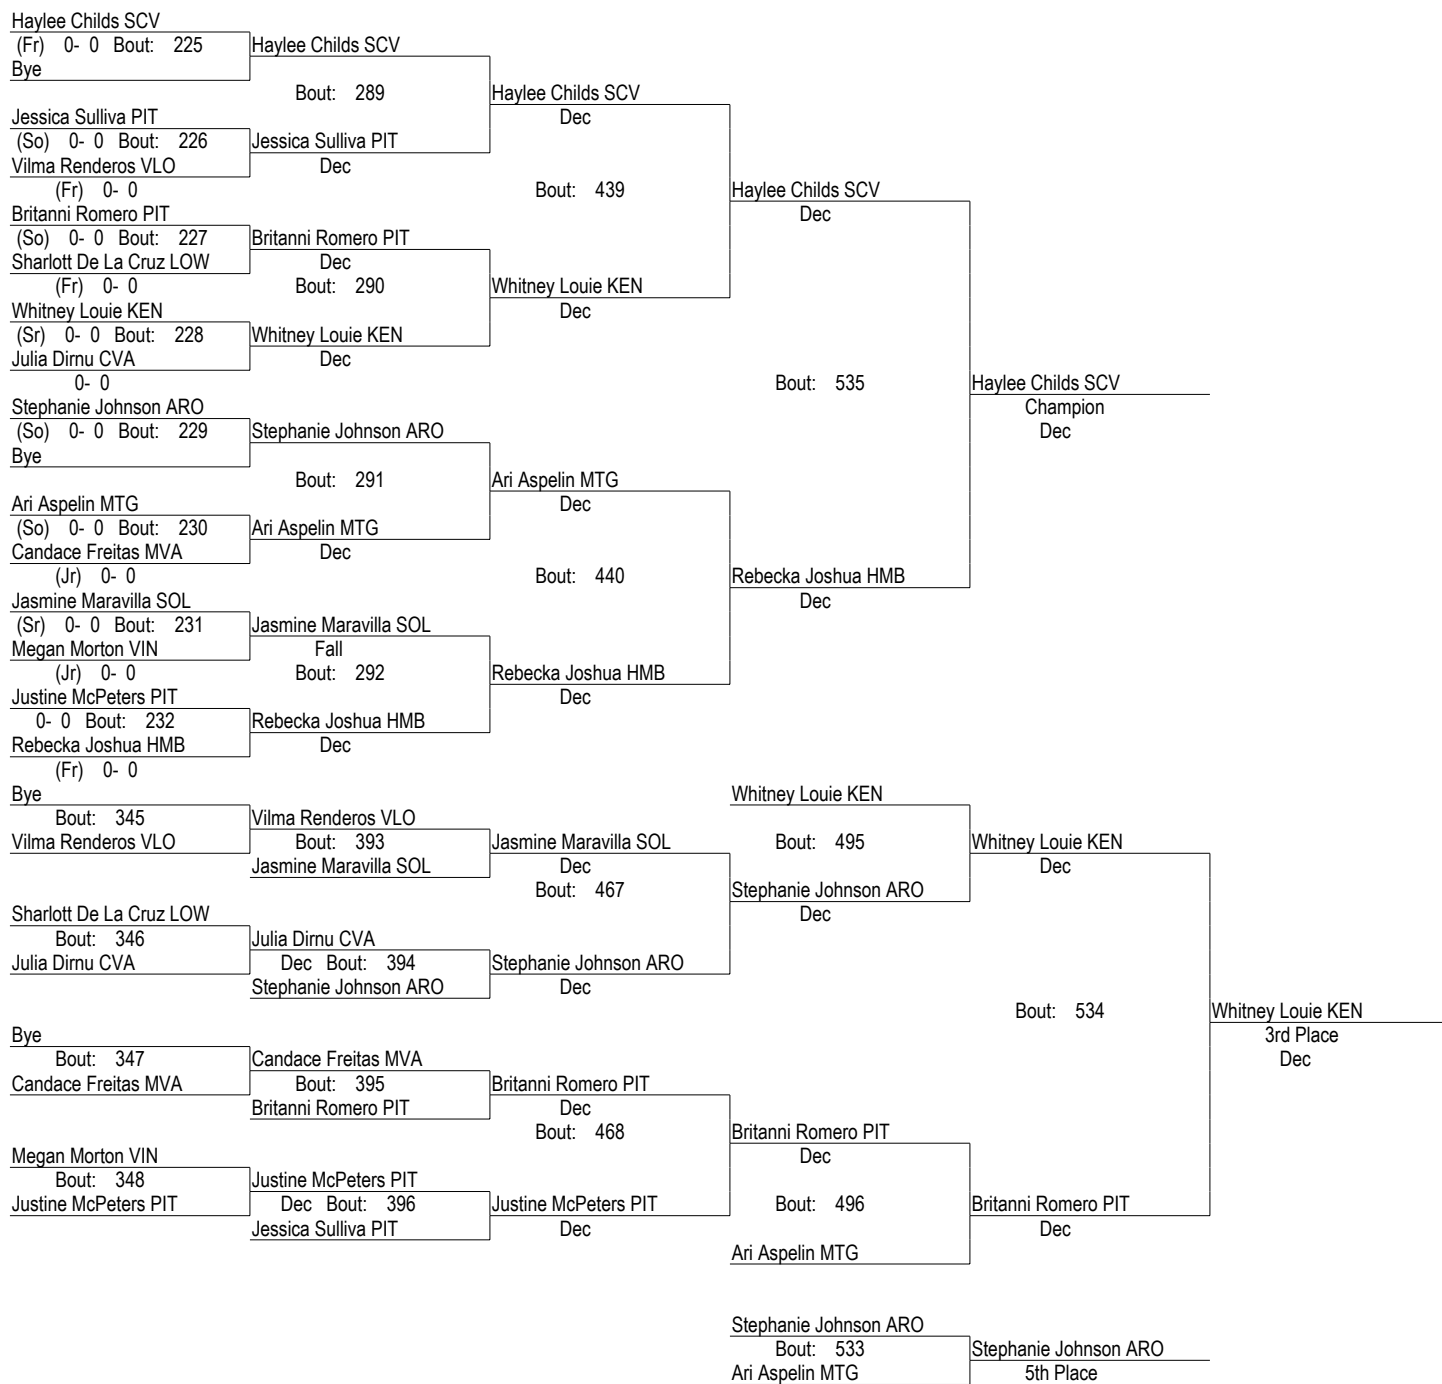 Haylee Childs SCV
(Fr) 0- 0 Bout: 225 Haylee Childs SCV
Bye
Bout: 289 Haylee Childs SCV
Jessica Sulliva PIT Dec
(So) 0- 0 Bout: 226 Jessica Sulliva PIT
Vilma Renderos VLO Dec
(Fr) 0- 0 Bout: 439 Haylee Childs SCV
Britanni Romero PIT Dec
(So) 0- 0 Bout: 227 Britanni Romero PIT
Sharlott De La Cruz LOW Dec
(Fr) 0- 0 Bout: 290 Whitney Louie KEN
Whitney Louie KEN Dec
(Sr) 0- 0 Bout: 228 Whitney Louie KEN
Julia Dirnu CVA Dec
0- 0 Bout: 535 Haylee Childs SCV
Stephanie Johnson ARO Champion
(So) 0- 0 Bout: 229 Stephanie Johnson ARO Dec
Bye
Bout: 291 Ari Aspelin MTG
Ari Aspelin MTG Dec
(So) 0- 0 Bout: 230 Ari Aspelin MTG
Candace Freitas MVA Dec
(Jr) 0- 0 Bout: 440 Rebecka Joshua HMB
Jasmine Maravilla SOL Dec
(Sr) 0- 0 Bout: 231 Jasmine Maravilla SOL
Megan Morton VIN Fall
(Jr) 0- 0 Bout: 292 Rebecka Joshua HMB
Justine McPeters PIT Dec
0- 0 Bout: 232 Rebecka Joshua HMB
Rebecka Joshua HMB Dec
(Fr) 0- 0
Bye Whitney Louie KEN
Bout: 345 Vilma Renderos VLO
Vilma Renderos VLO Bout: 393 Jasmine Maravilla SOL Bout: 495 Whitney Louie KEN
Jasmine Maravilla SOL Dec Dec
Bout: 467 Stephanie Johnson ARO
Sharlott De La Cruz LOW Dec
Bout: 346 Julia Dirnu CVA
Julia Dirnu CVA Dec Bout: 394 Stephanie Johnson ARO
Stephanie Johnson ARO Dec
Bout: 534 Whitney Louie KEN
Bye 3rd Place
Bout: 347 Candace Freitas MVA Dec
Candace Freitas MVA Bout: 395 Britanni Romero PIT
Britanni Romero PIT Dec
Bout: 468 Britanni Romero PIT
Megan Morton VIN Dec
Bout: 348 Justine McPeters PIT
Justine McPeters PIT Dec Bout: 396 Justine McPeters PIT Bout: 496 Britanni Romero PIT
Jessica Sulliva PIT Dec Dec
Ari Aspelin MTG
Stephanie Johnson ARO
Bout: 533 Stephanie Johnson ARO
Ari Aspelin MTG 5th Place